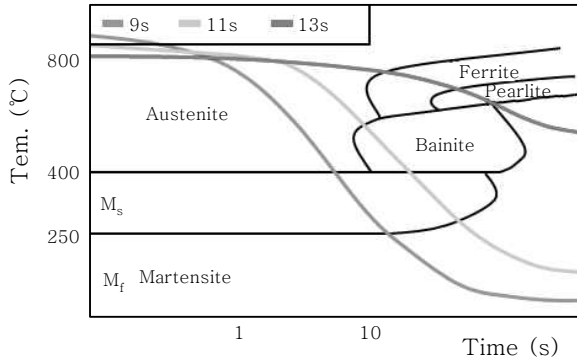 9s 11s 13s
800
Ferrite
Pearlite
Austenite
Bainite
400
Ms
250
Mf Martensite
1 10 Time (s)
Tem. (℃)